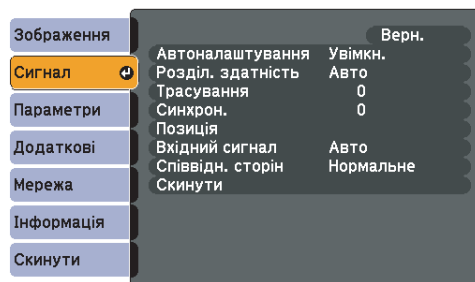 Зображення
Сигнал
Параметри
Додаткові
Мережа
Інформація
Скинути
Верн.
Автоналаштування Увімкн.
Розділ. здатність Авто
Трасування 0
Синхрон. 0
Позиція
Вхідний сигнал Авто
Співвідн. сторін Нормальне
Скинути